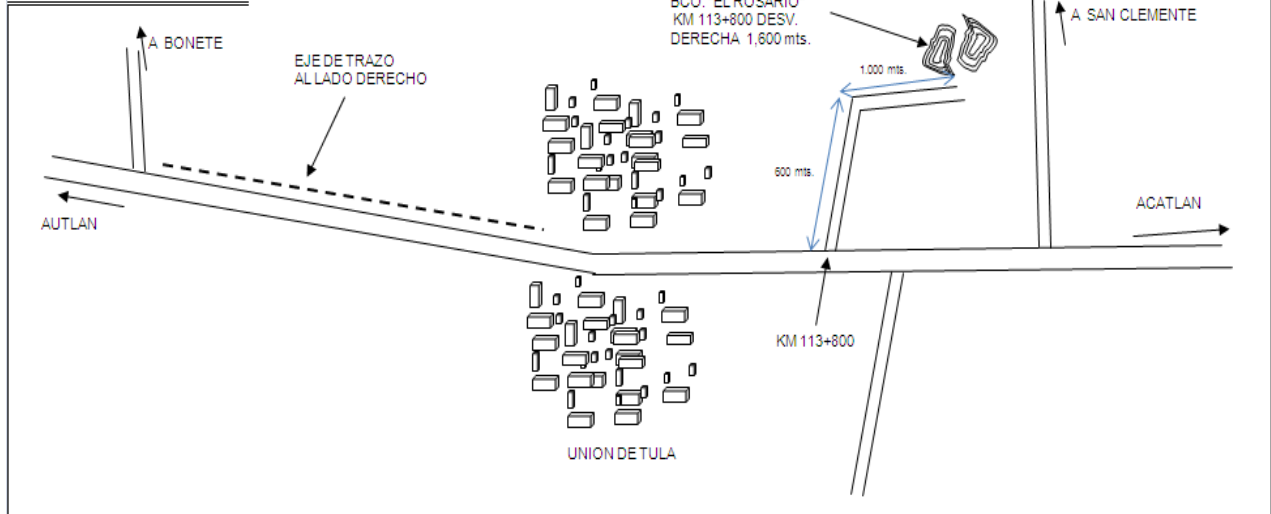 BCO. EL ROSARIO
KM 113+800 DESV.
DERECHA 1,600 mts.
A SAN CLEMENTE
A BONETE
EJE DE TRAZO
AL LADO DERECHO
1.000 mts.
600 mts.
ACATLAN
AUTLAN
KM 113+800
UNION DE TULA